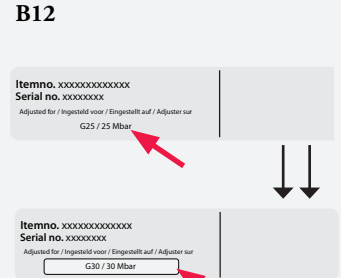 B12
Itemno. xxxxxxxxxxxxx
Serial no. xxxxxxxx
Adjusted for / Ingesteld voor / Eingestellt auf / Adjuster sur
G25 / 25 Mbar
Itemno. xxxxxxxxxxxxx
Serial no. xxxxxxxx
Adjusted for / Ingesteld voor / Eingestellt auf / Adjuster sur
G30 / 30 Mbar